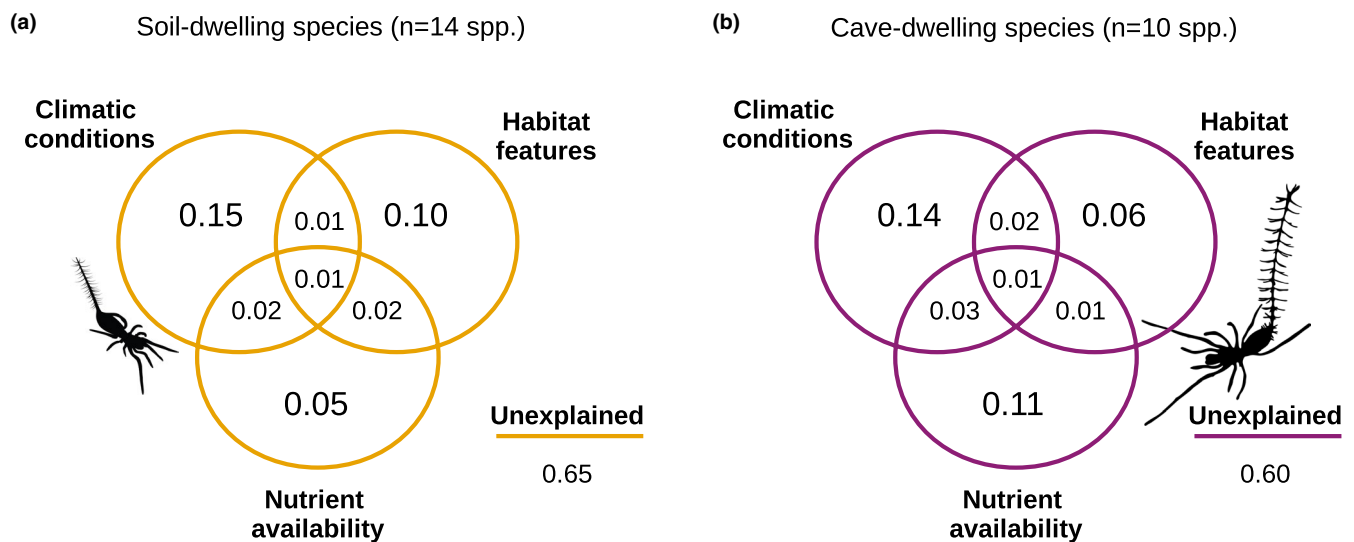 (a)
Soil-dwelling species (n=14 spp.)
Climatic
conditions
Habitat
features
0.15
0.01
0.10
0.01
0.02
0.02
0.05
Unexplained
0.65
Nutrient
availability
(b)
Cave-dwelling species (n=10 spp.)
Climatic
conditions
Habitat
features
0.14
0.02
0.06
0.01
0.03
0.01
0.11
Unexplained
0.60
Nutrient
availability